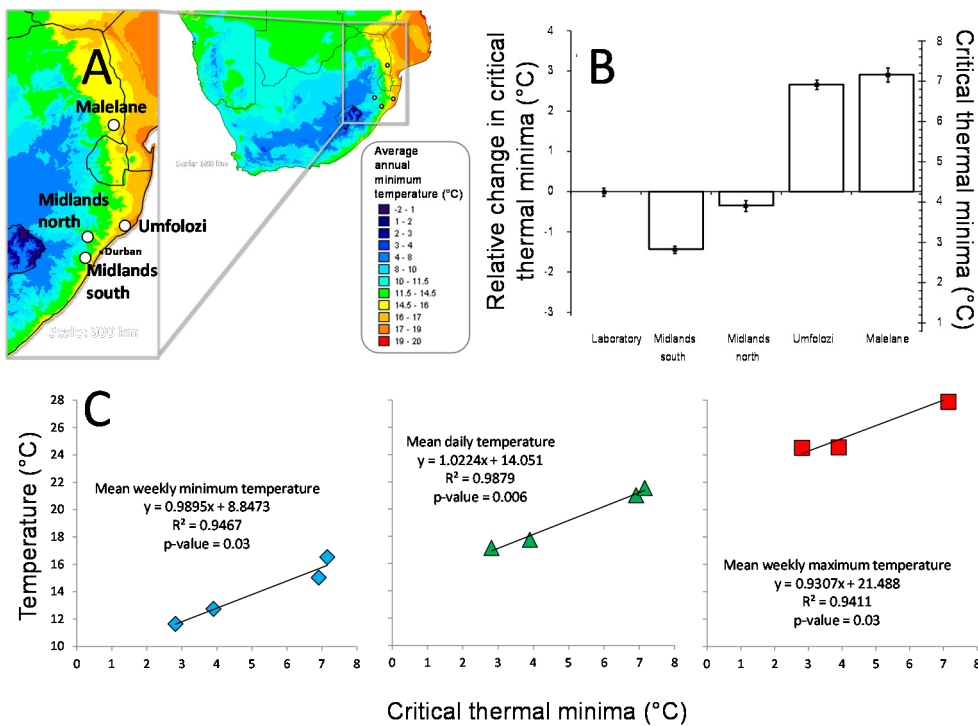 A
Malelane
Midlands
north
Umfolozi
Durban
Midlands
south
Scale: 300 km
Average
annual
minimum
temperature (°C)
-2 - 1
1 - 2
2 - 3
3 - 4
4 - 8
8 - 10
10 - 11.5
11.5 - 14.5
14.5 - 16
16 - 17
17 - 19
19 - 20
B
Relative change in critical
thermal minima (°C)
4
3
2
1
0
-1
-2
-3
Critical thermal minima (°C)
8
7
6
5
4
3
2
1
Laboratory
Midlands
south
Midlands
north
Umfolozi
Malelane
C
Temperature (°C)
28
26
24
22
20
18
16
14
12
10
Mean weekly minimum temperature
y = 0.9895x + 8.8473
R² = 0.9467
p-value = 0.03
0 1 2 3 4 5 6 7 8
Mean daily temperature
y = 1.0224x + 14.051
R² = 0.9879
p-value = 0.006
0 1 2 3 4 5 6 7 8
Mean weekly maximum temperature
y = 0.9307x + 21.488
R² = 0.9411
p-value = 0.03
0 1 2 3 4 5 6 7 8
Critical thermal minima (°C)